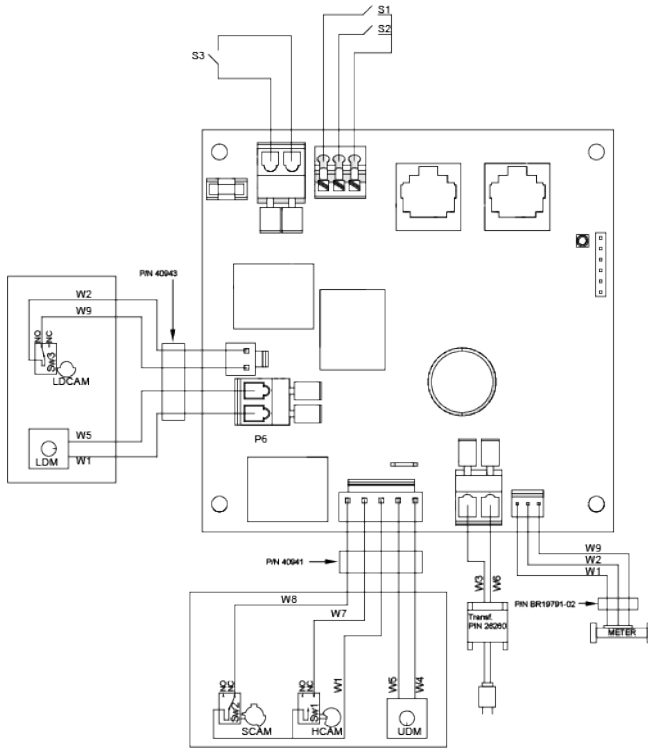 S1
S2
S3
P/N 40943
W2
W9
NO
NC
Sw3
LDCAM
W5
W1
LDM
P6
P/N 40941
W9
W2
W1
W3
W6
P/N BR19791-02
Transf.
P/N 26260
METER
W8
W7
W1
W5
W4
NO
NC
Sw2
SCAM
NO
NC
Sw1
HCAM
UDM